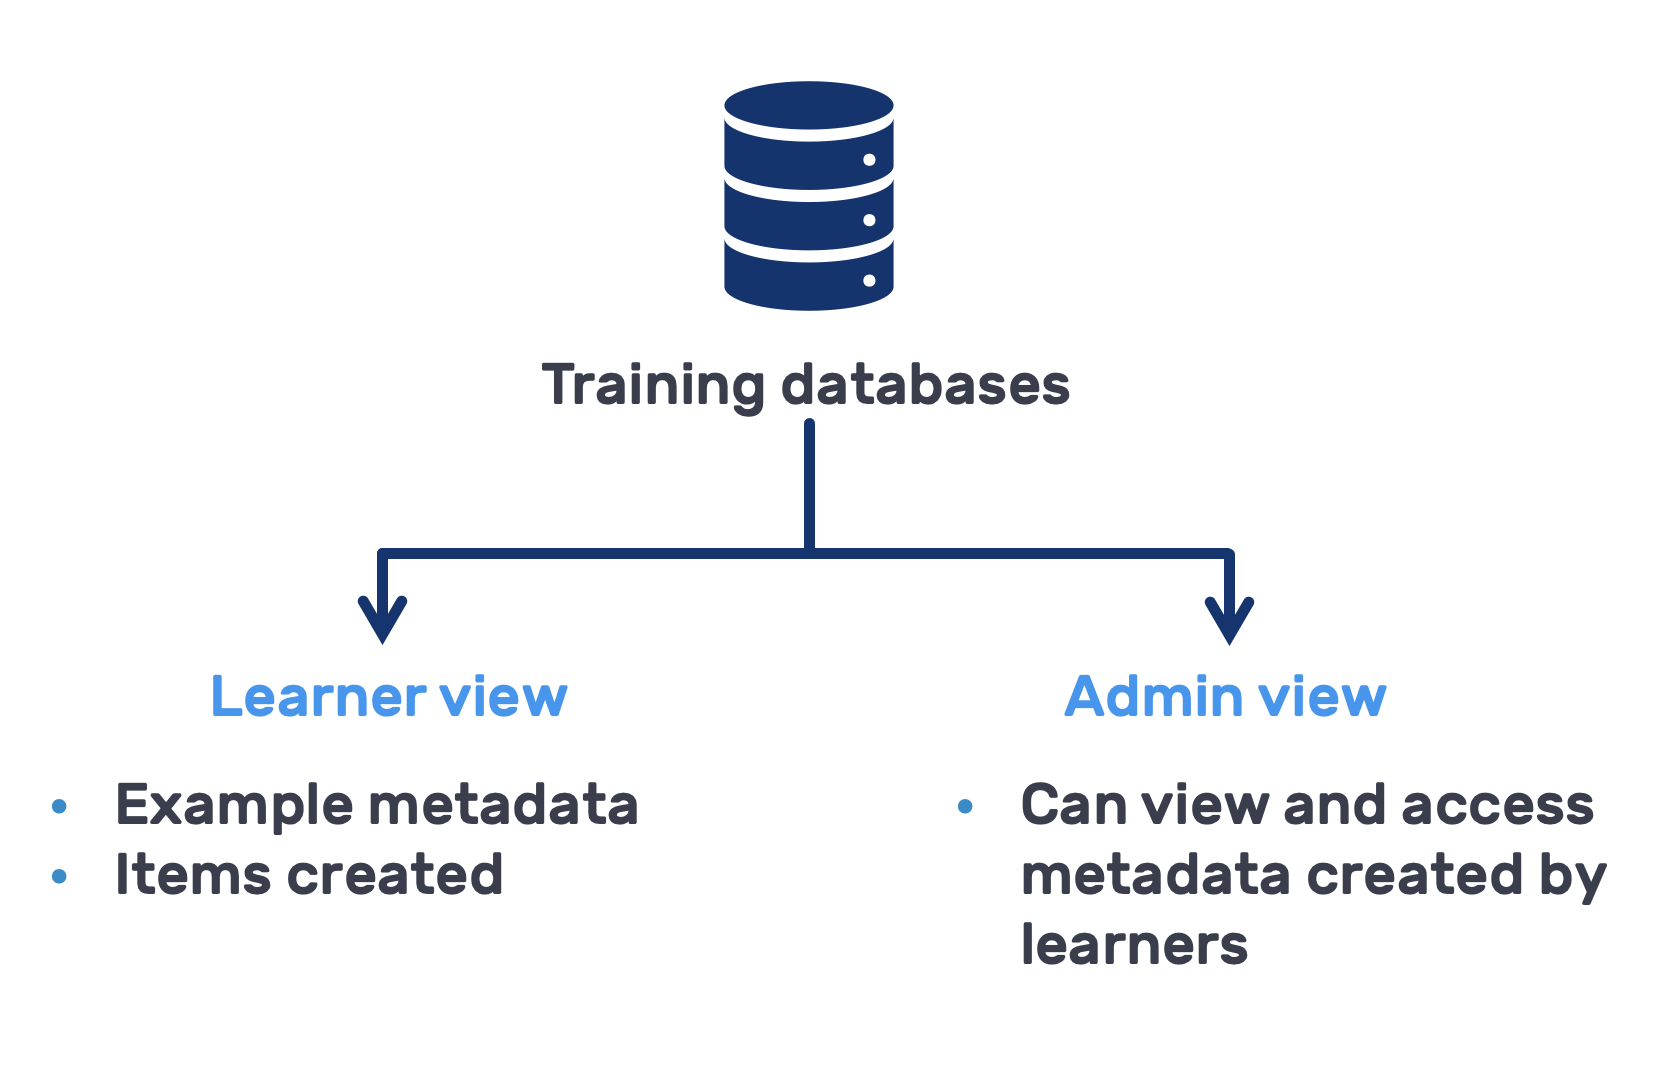 Training databases
Learner view
• Example metadata
• Items created
Admin view
• Can view and access
metadata created by
learners